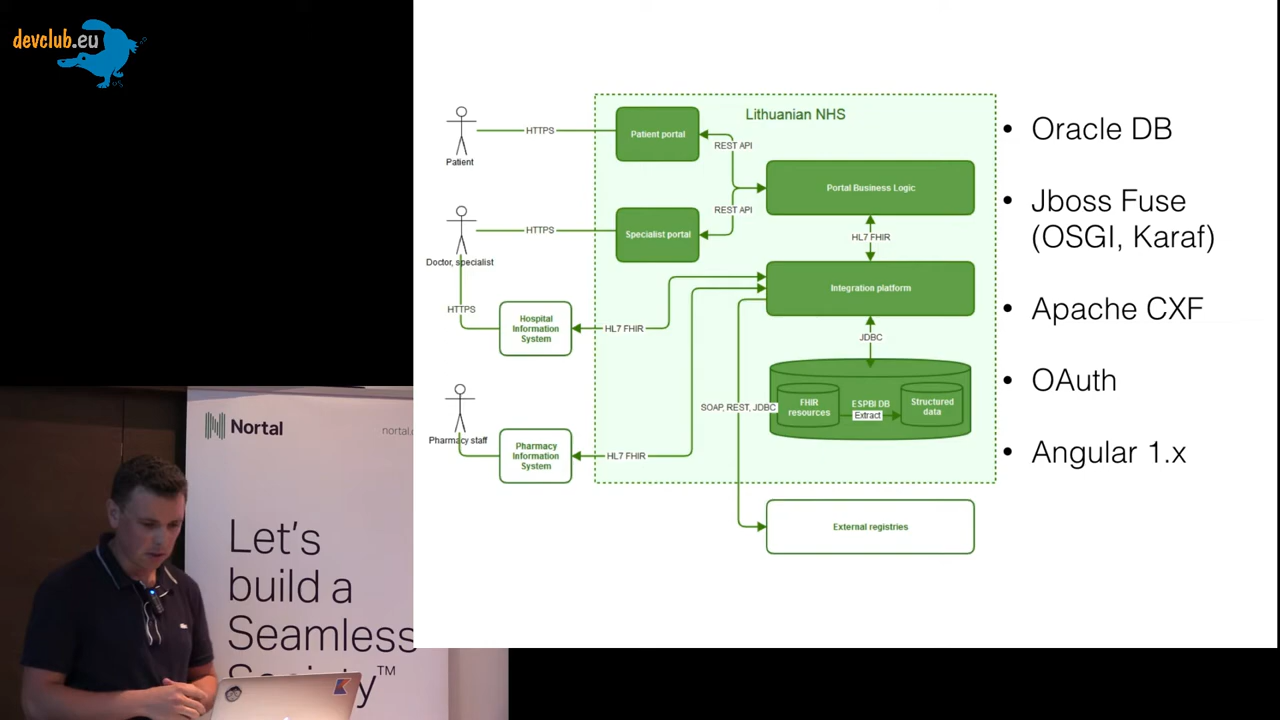 devclub.eu
Lithuanian NHS
Patient
HTTPS
Patient portal
REST API
Portal Business Logic
REST API
Doctor, specialist
HTTPS
Specialist portal
HL7 FHIR
HTTPS
Hospital
Information
System
HL7 FHIR
Integration platform
JDBC
SOAP, REST, JDBC
FHIR
resources
ESPBI DB
Extract
Structured
data
Pharmacy staff
Pharmacy
Information
System
HL7 FHIR
External registries
• Oracle DB
• Jboss Fuse
(OSGI, Karaf)
• Apache CXF
• OAuth
• Angular 1.x
Nortal
nortal
Let's
build a
Seamless
Society™